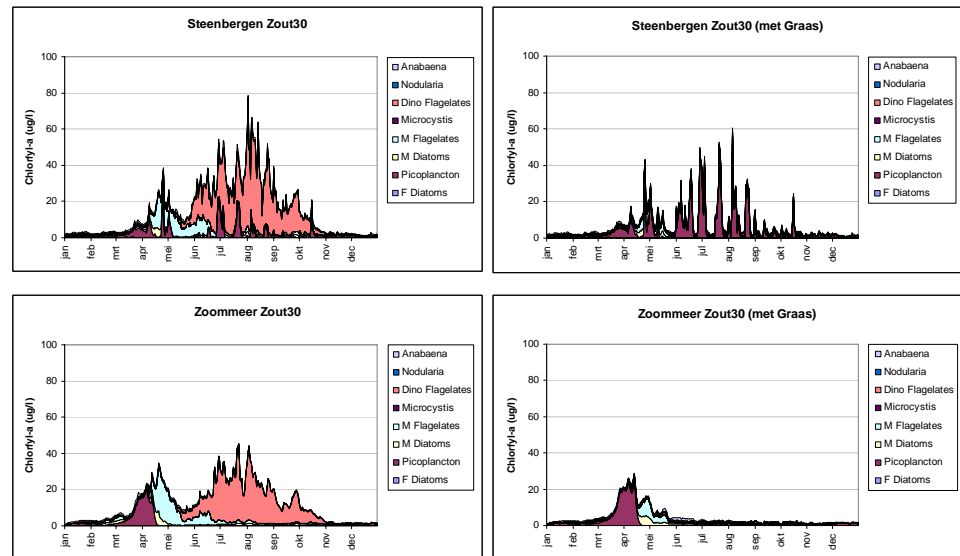 Steenbergen Zout30
Chlorfyl-a (ug/l)
100
80
60
40
20
0
jan feb mrt apr mei jun jul aug sep okt nov dec
Anabaena
Nodularia
Dino Flagelates
Microcystis
M Flagelates
M Diatoms
Picoplancton
F Diatoms
Steenbergen Zout30 (met Graas)
Chlorfyl-a (ug/l)
100
80
60
40
20
0
jan feb mrt apr mei jun jul aug sep okt nov dec
Anabaena
Nodularia
Dino Flagelates
Microcystis
M Flagelates
M Diatoms
Picoplancton
F Diatoms
Zoommeer Zout30
Chlorfyl-a (ug/l)
100
80
60
40
20
0
jan feb mrt apr mei jun jul aug sep okt nov dec
Anabaena
Nodularia
Dino Flagelates
Microcystis
M Flagelates
M Diatoms
Picoplancton
F Diatoms
Zoommeer Zout30 (met Graas)
Chlorfyl-a (ug/l)
100
80
60
40
20
0
jan feb mrt apr mei jun jul aug sep okt nov dec
Anabaena
Nodularia
Dino Flagelates
Microcystis
M Flagelates
M Diatoms
Picoplancton
F Diatoms